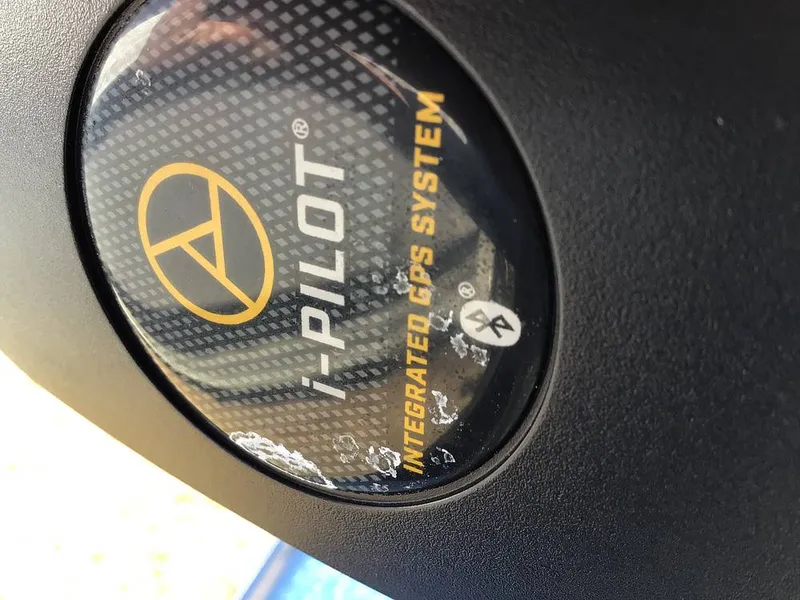 i-PILOT®
INTEGRATED GPS SYSTEM
®